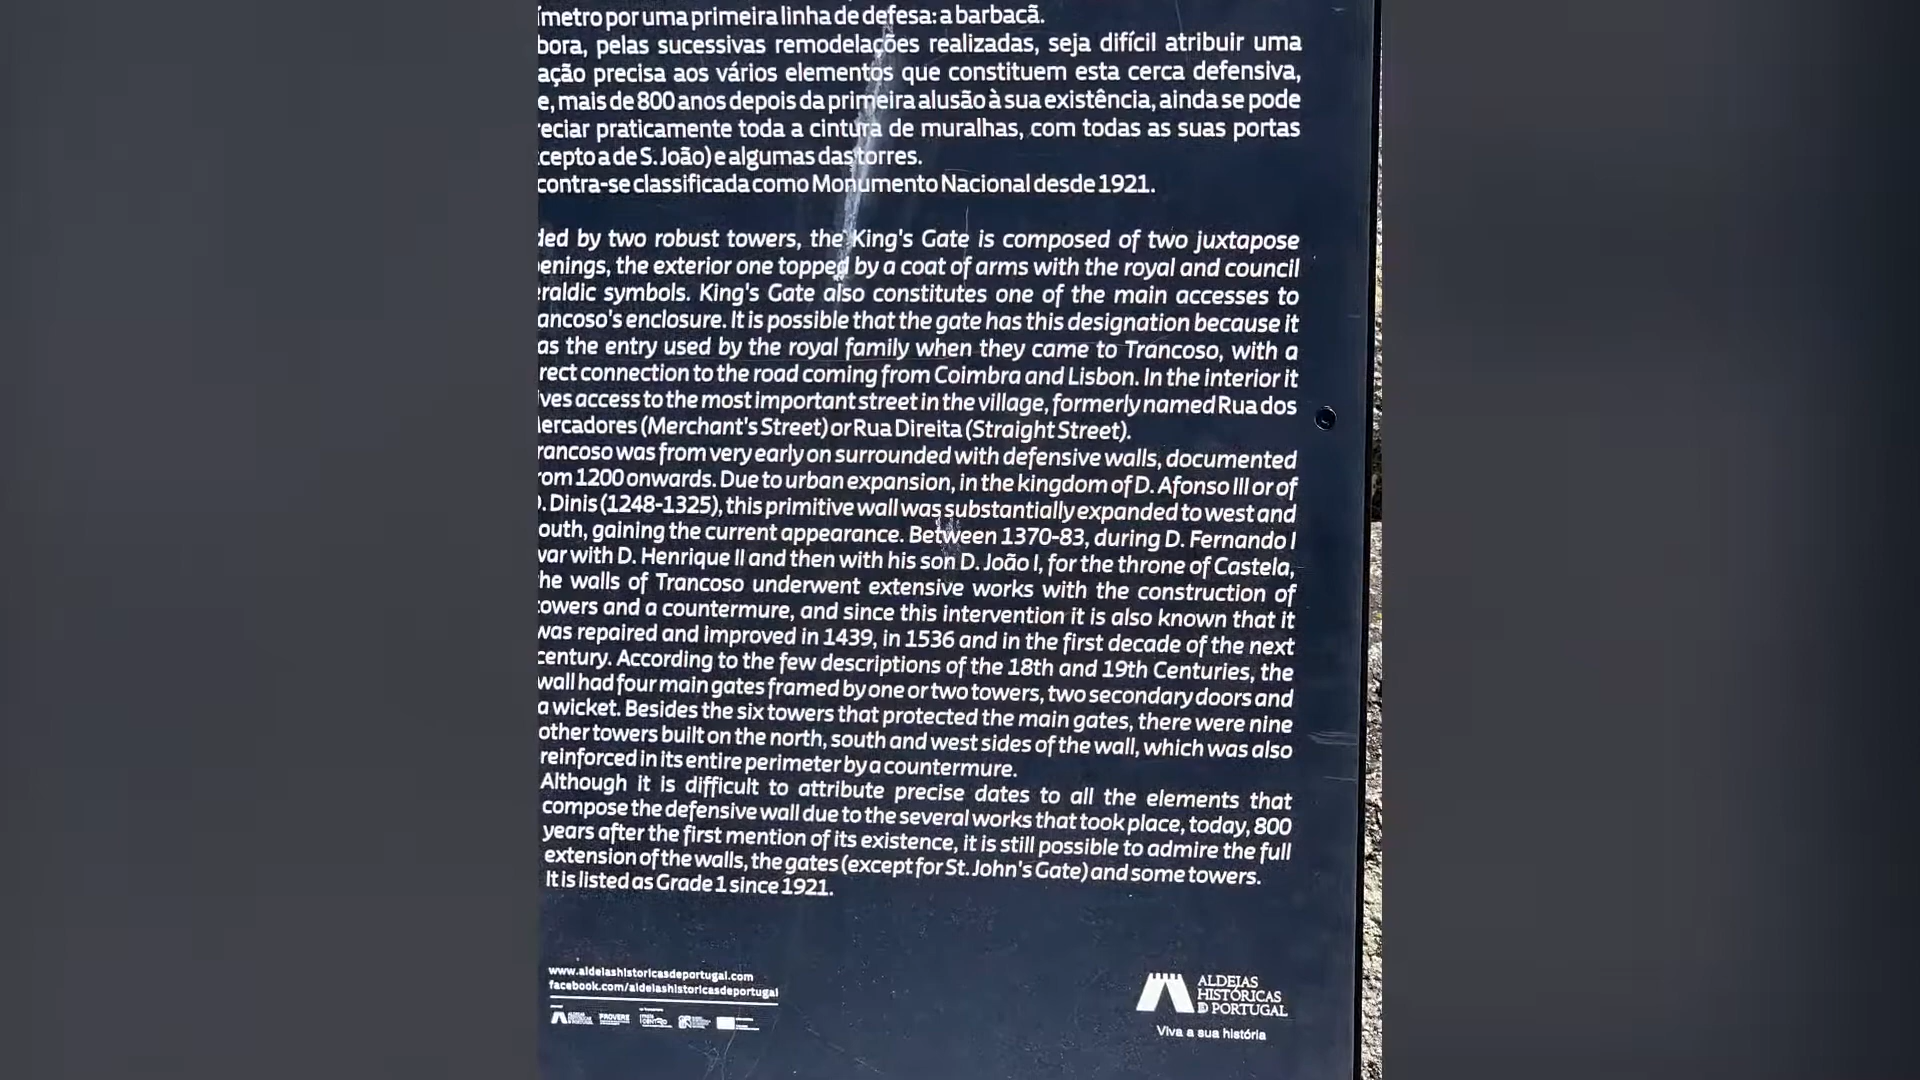 ímetro por uma primeira linha de defesa: a barbacã.
bora, pelas sucessivas remodelações realizadas, seja difícil atribuir uma
ação precisa aos vários elementos que constituem esta cerca defensiva,
e, mais de 800 anos depois da primeira alusão à sua existência, ainda se pode
reciar praticamente toda a cintura de muralhas, com todas as suas portas
cepto a de S. João) e algumas das torres.
contra-se classificada como Monumento Nacional desde 1921.
ded by two robust towers, the King's Gate is composed of two juxtapose
enings, the exterior one topped by a coat of arms with the royal and council
raldic symbols. King's Gate also constitutes one of the main accesses to
ancoso's enclosure. It is possible that the gate has this designation because it
as the entry used by the royal family when they came to Trancoso, with a
rect connection to the road coming from Coimbra and Lisbon. In the interior it
ves access to the most important street in the village, formerly named Rua dos
Mercadores (Merchant's Street) or Rua Direita (Straight Street).
rancoso was from very early on surrounded with defensive walls, documented
rom 1200 onwards. Due to urban expansion, in the kingdom of D. Afonso III or of
D. Dinis (1248-1325), this primitive wall was substantially expanded to west and
outh, gaining the current appearance. Between 1370-83, during D. Fernando I
war with D. Henrique II and then with his son D. João I, for the throne of Castela,
he walls of Trancoso underwent extensive works with the construction of
towers and a countermure, and since this intervention it is also known that it
was repaired and improved in 1439, in 1536 and in the first decade of the next
century. According to the few descriptions of the 18th and 19th Centuries, the
wall had four main gates framed by one or two towers, two secondary doors and
a wicket. Besides the six towers that protected the main gates, there were nine
other towers built on the north, south and west sides of the wall, which was also
reinforced in its entire perimeter by a countermure.
Although it is difficult to attribute precise dates to all the elements that
compose the defensive wall due to the several works that took place, today, 800
years after the first mention of its existence, it is still possible to admire the full
extension of the walls, the gates (except for St. John's Gate) and some towers.
It is listed as Grade 1 since 1921.
www.aldeiashistoricasdeportugal.com
facebook.com/aldeiashistoricasdeportugal
PROVERE
ALDEIAS
HISTÓRICAS
DE PORTUGAL
Viva a sua história